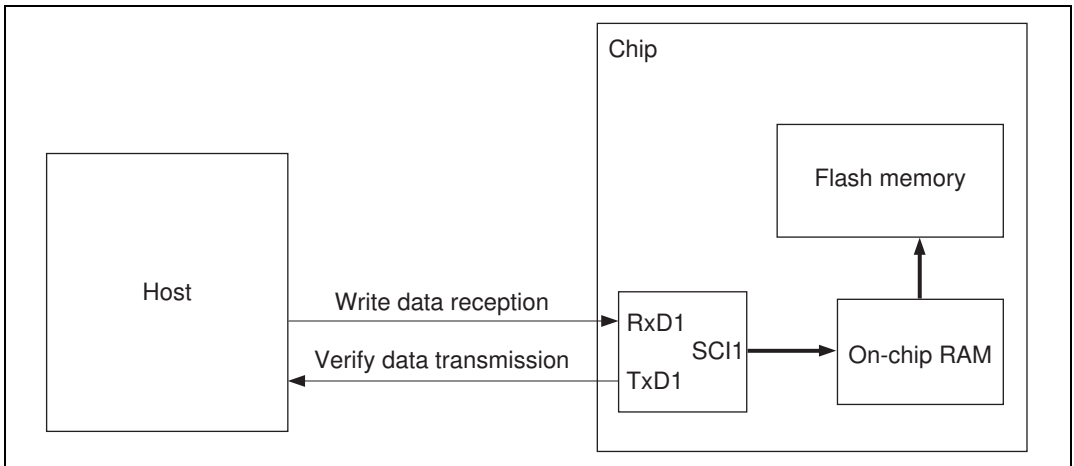 Chip
Flash memory
Host
Write data reception
RxD1
SCI1
On-chip RAM
Verify data transmission
TxD1